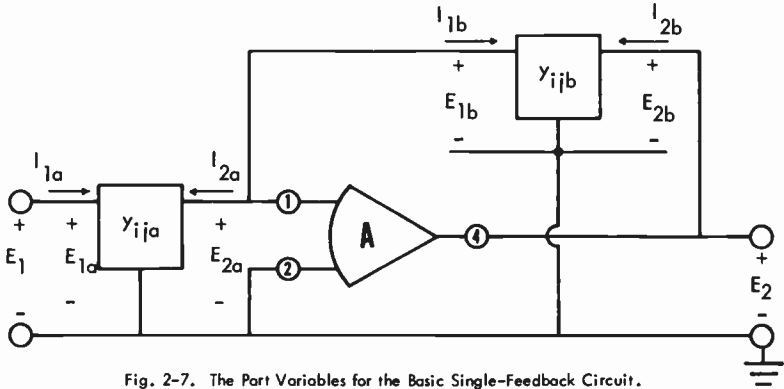 I1b
I2b
yijb
+
+
E1b
E2b
-
-
I1a
I2a
1
+
+
yija
+
A
4
E1
E1a
E2a
2
+
-
-
-
E2
-
Fig. 2-7. The Part Variables for the Basic Single-Feedback Circuit.